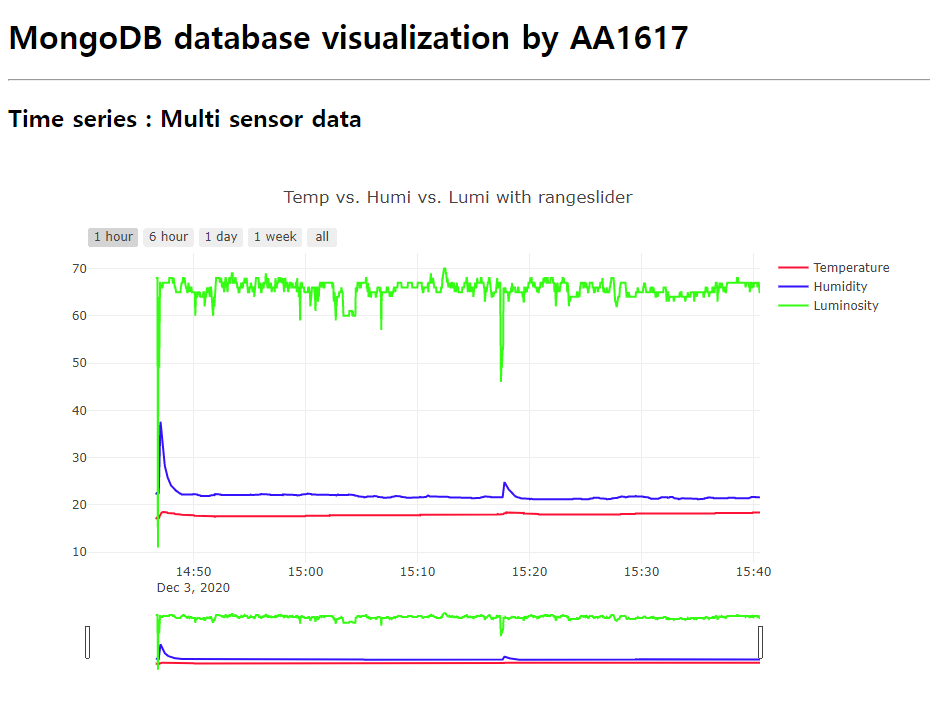 MongoDB database visualization by AA1617
Time series : Multi sensor data
Temp vs. Humi vs. Lumi with rangeslider
1 hour 6 hour 1 day 1 week all
Temperature
Humidity
Luminosity
70
60
50
40
30
20
10
14:50 15:00 15:10 15:20 15:30 15:40
Dec 3, 2020